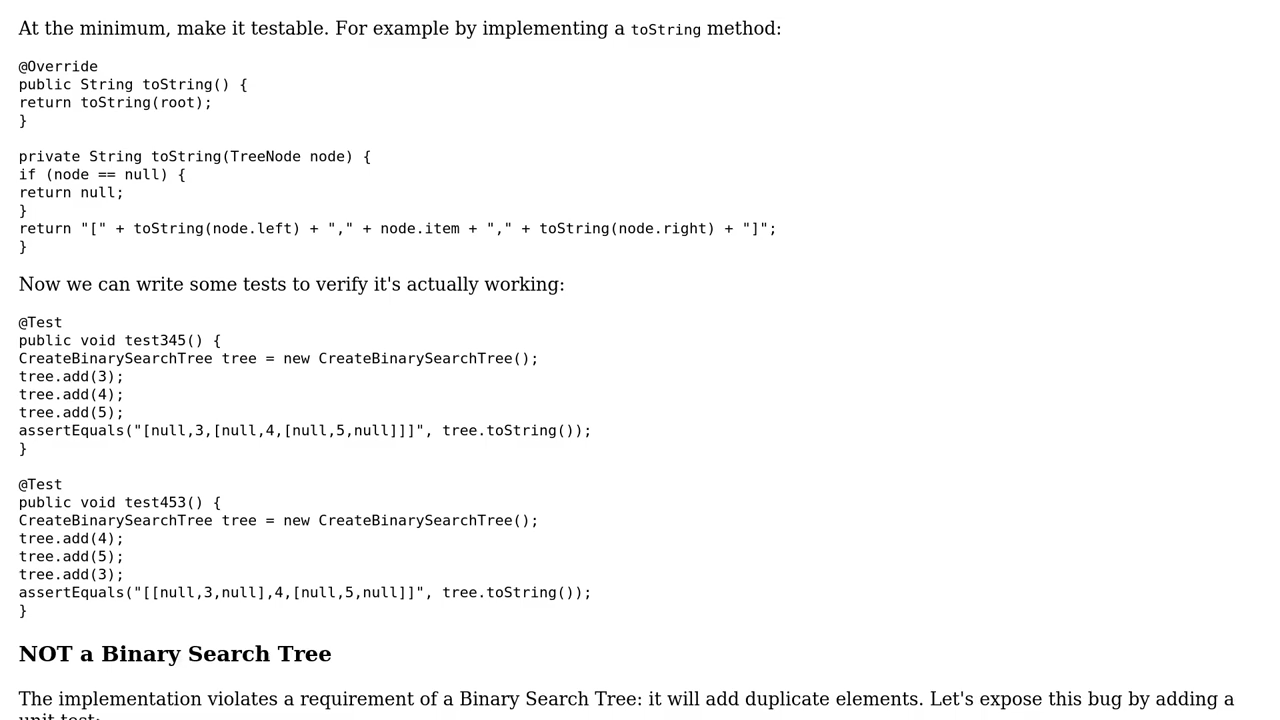 At the minimum, make it testable. For example by implementing a toString method:
@Override
public String toString() {
return toString(root);
}
private String toString(TreeNode node) {
if (node == null) {
return null;
}
return "[" + toString(node.left) + "," + node.item + "," + toString(node.right) + "]";
}
Now we can write some tests to verify it's actually working:
@Test
public void test345() {
CreateBinarySearchTree tree = new CreateBinarySearchTree();
tree.add(3);
tree.add(4);
tree.add(5);
assertEquals("[null,3,[null,4,[null,5,null]]]", tree.toString());
}
@Test
public void test453() {
CreateBinarySearchTree tree = new CreateBinarySearchTree();
tree.add(4);
tree.add(5);
tree.add(3);
assertEquals("[[null,3,null],4,[null,5,null]]", tree.toString());
}
NOT a Binary Search Tree
The implementation violates a requirement of a Binary Search Tree: it will add duplicate elements. Let's expose this bug by adding a
unit test: